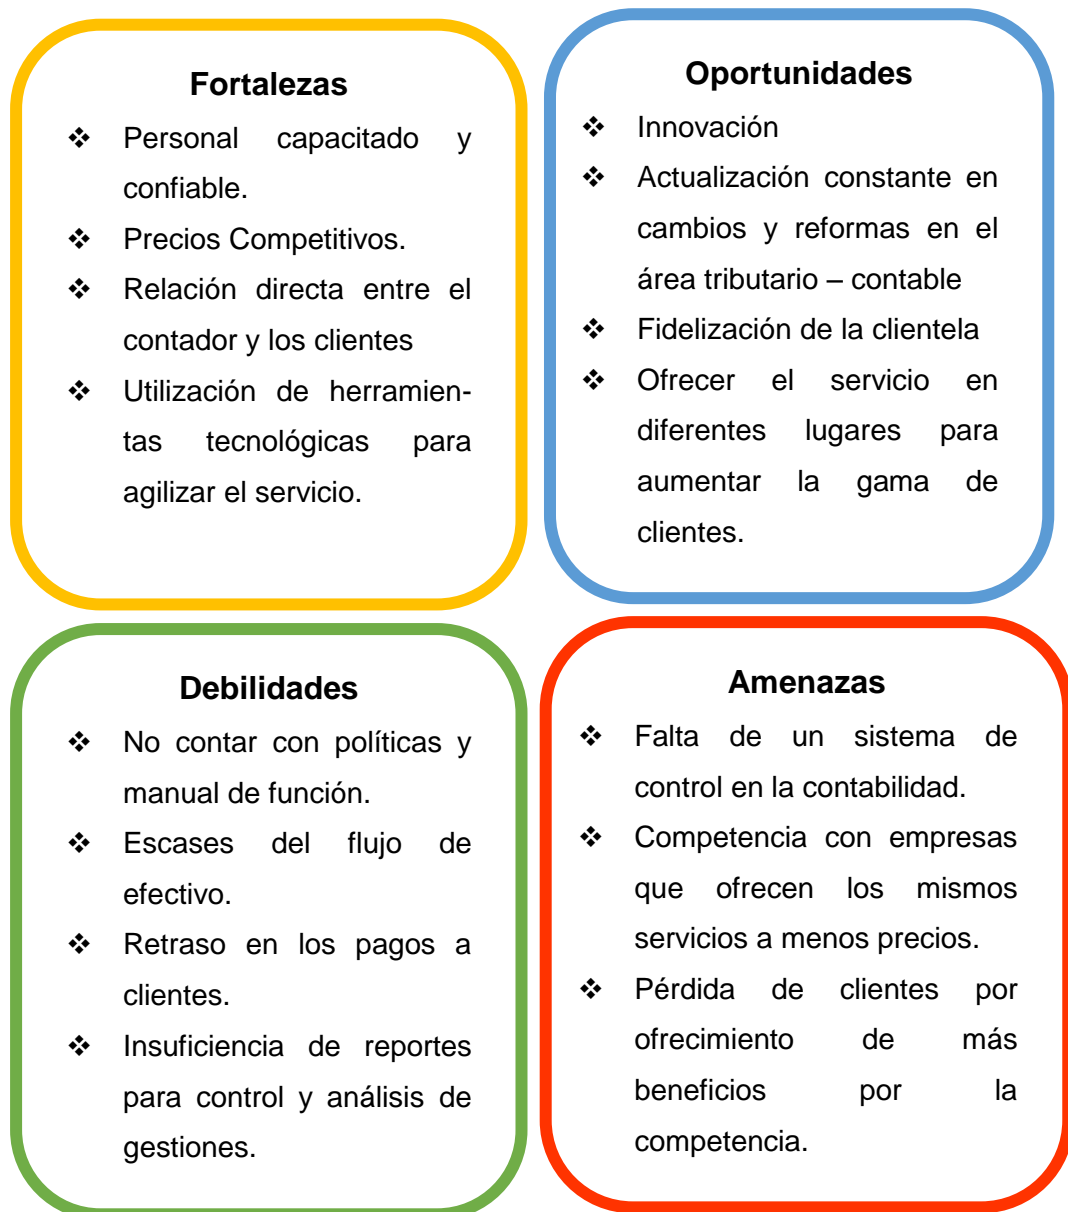 Fortalezas
❖ Personal capacitado y
confiable.
❖ Precios Competitivos.
❖ Relación directa entre el
contador y los clientes
❖ Utilización de herramien-
tas tecnológicas para
agilizar el servicio.
Oportunidades
❖ Innovación
❖ Actualización constante en
cambios y reformas en el
área tributario – contable
❖ Fidelización de la clientela
❖ Ofrecer el servicio en
diferentes lugares para
aumentar la gama de
clientes.
Debilidades
❖ No contar con políticas y
manual de función.
❖ Escases del flujo de
efectivo.
❖ Retraso en los pagos a
clientes.
❖ Insuficiencia de reportes
para control y análisis de
gestiones.
Amenazas
❖ Falta de un sistema de
control en la contabilidad.
❖ Competencia con empresas
que ofrecen los mismos
servicios a menos precios.
❖ Pérdida de clientes por
ofrecimiento de más
beneficios por la
competencia.